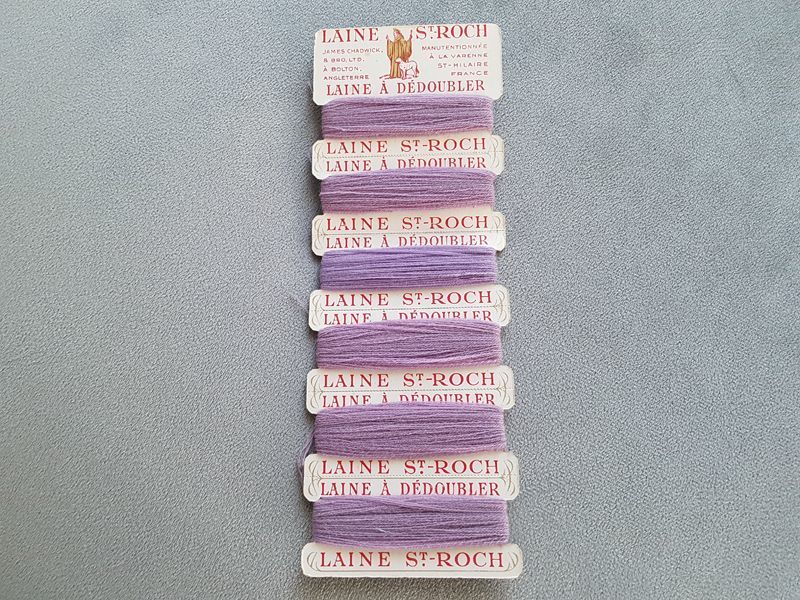 LAINE ST-ROCH
JAMES CHADWICK,
& BRO, LTD.
À BOLTON,
ANGLETERRE
MANUTENTIONNÉE
À LA VARENNE
ST-HILAIRE
FRANCE
LAINE À DÉDOUBLER
LAINE ST-ROCH
LAINE À DÉDOUBLER
LAINE ST-ROCH
LAINE À DÉDOUBLER
LAINE ST-ROCH
LAINE À DÉDOUBLER
LAINE ST-ROCH
LAINE À DÉDOUBLER
LAINE ST-ROCH
LAINE À DÉDOUBLER
LAINE ST-ROCH